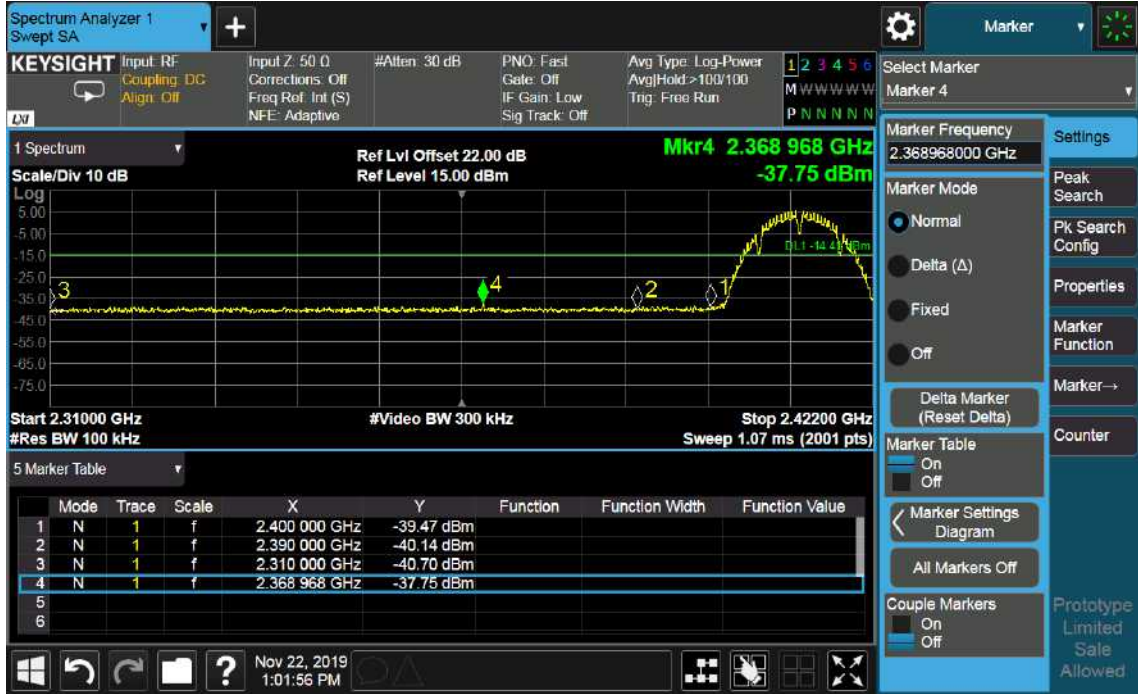 Spectrum Analyzer 1
Swept SA
+
Marker
KEYSIGHT
Input: RF
Coupling: DC
Align: Off
Input Z: 50 Ω
Corrections: Off
Freq Ref: Int (S)
NFE: Adaptive
#Atten: 30 dB
PNO: Fast
Gate: Off
IF Gain: Low
Sig Track: Off
Avg Type: Log-Power
Avg|Hold:>100/100
Trig: Free Run
1 2 3 4 5 6
M W W W W W
P N N N N N
LXI
Select Marker
Marker 4
1 Spectrum
Scale/Div 10 dB
Ref Lvl Offset 22.00 dB
Ref Level 15.00 dBm
Mkr4 2.368 968 GHz
-37.75 dBm
Log
5.00
-5.00
-15.0
-25.0
-35.0
-45.0
-55.0
-65.0
-75.0
3
4
2
1
Start 2.31000 GHz
#Res BW 100 kHz
#Video BW 300 kHz
Stop 2.42200 GHz
Sweep 1.07 ms (2001 pts)
5 Marker Table
Mode Trace Scale X Y Function Function Width Function Value
1 N 1 f 2.400 000 GHz -39.47 dBm
2 N 1 f 2.390 000 GHz -40.14 dBm
3 N 1 f 2.310 000 GHz -40.70 dBm
4 N 1 f 2.368 968 GHz -37.75 dBm
5
6
Marker Frequency
2.368968000 GHz
Marker Mode
Normal
Delta (Δ)
Fixed
Off
Delta Marker
(Reset Delta)
Marker Table
On
Off
Marker Settings
Diagram
All Markers Off
Couple Markers
On
Off
Settings
Peak
Search
Pk Search
Config
Properties
Marker
Function
Marker→
Counter
Prototype
Limited
Sale
Allowed
?
Nov 22, 2019
1:01:56 PM